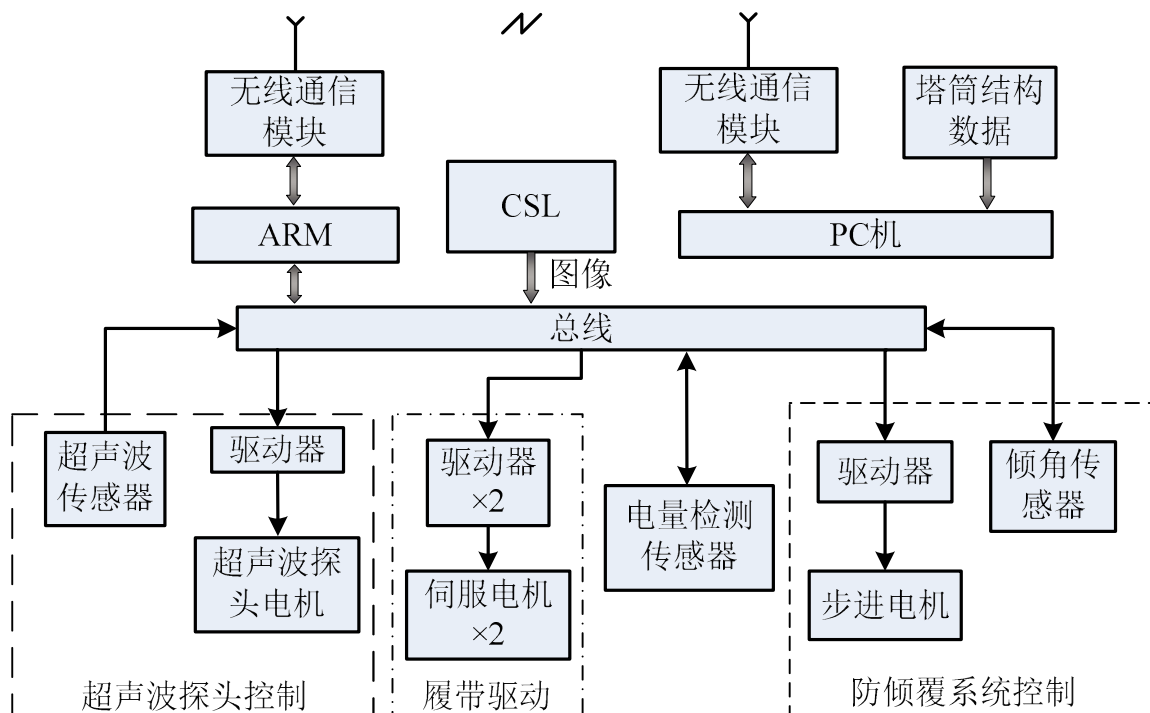 无线通信
模块
无线通信
模块
塔筒结构
数据
ARM
CSL
PC机
图像
总线
超声波
传感器
驱动器
超声波探
头电机
驱动器
×2
伺服电机
×2
电量检测
传感器
驱动器
步进电机
倾角传
感器
超声波探头控制
履带驱动
防倾覆系统控制